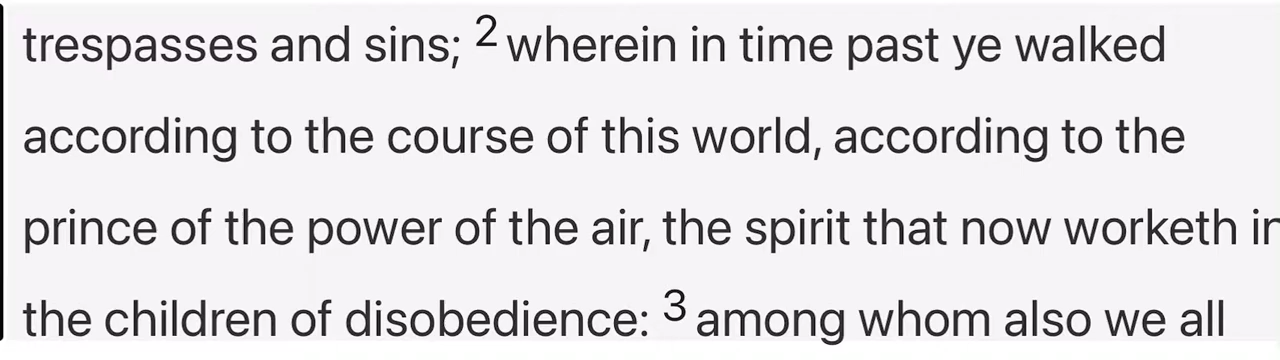 trespasses and sins; 2 wherein in time past ye walked
according to the course of this world, according to the
prince of the power of the air, the spirit that now worketh in
the children of disobedience: 3 among whom also we all